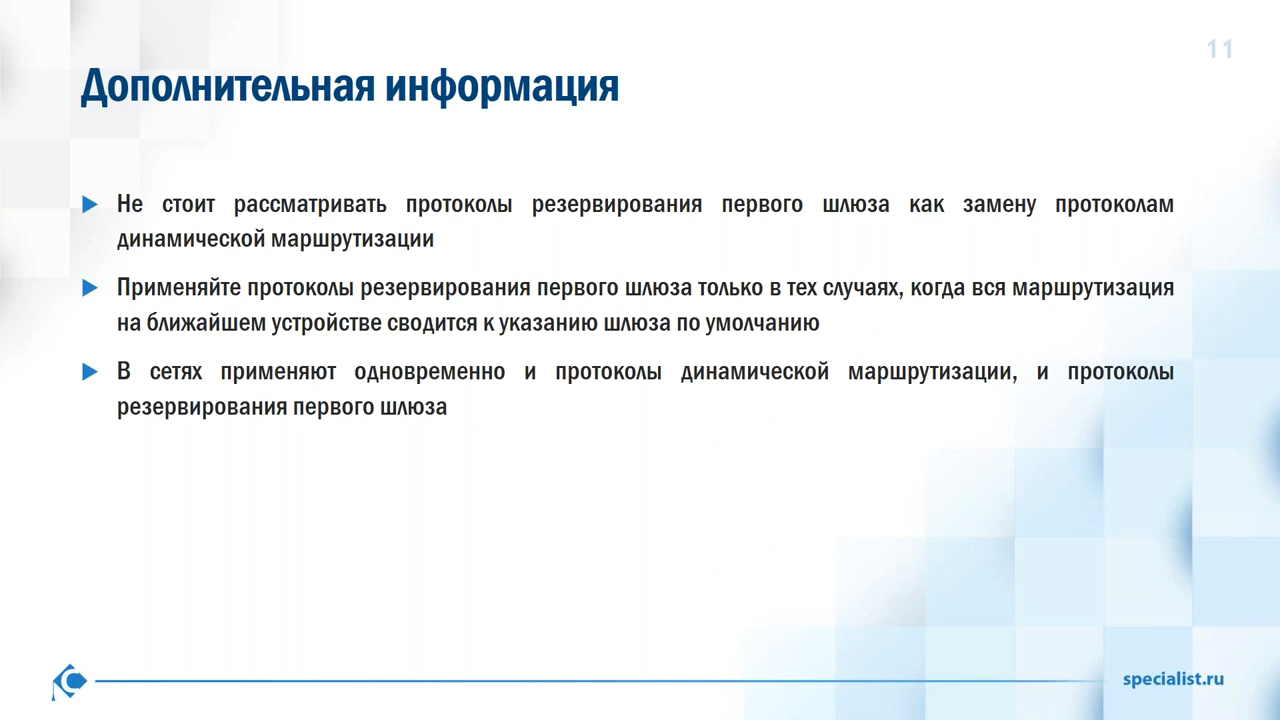 11
Дополнительная информация
Не стоит рассматривать протоколы резервирования первого шлюза как замену протоколам
динамической маршрутизации
Применяйте протоколы резервирования первого шлюза только в тех случаях, когда вся маршрутизация
на ближайшем устройстве сводится к указанию шлюза по умолчанию
В сетях применяют одновременно и протоколы динамической маршрутизации, и протоколы
резервирования первого шлюза
specialist.ru